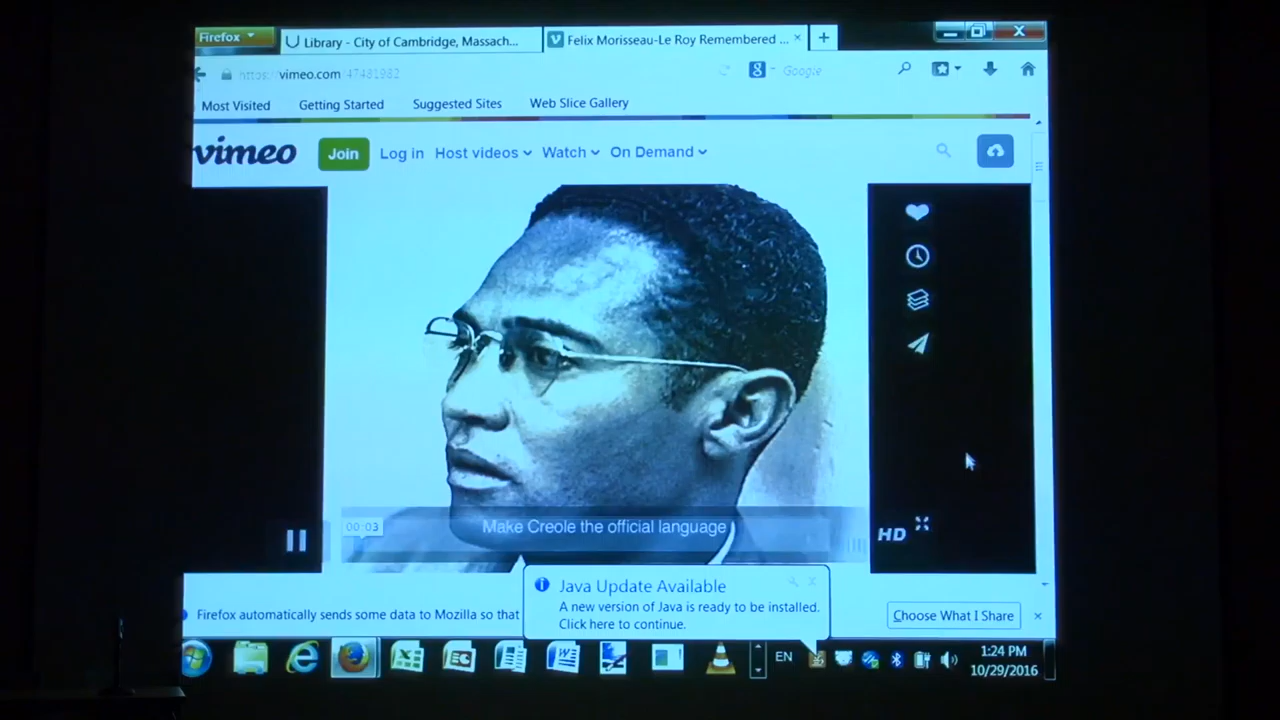 Firefox
Library - City of Cambridge, Massach...
Felix Morisseau-Le Roy Remembered ...
https://vimeo.com/47481982
Google
Most Visited
Getting Started
Suggested Sites
Web Slice Gallery
vimeo
Join
Log in
Host videos
Watch
On Demand
00:03
Make Creole the official language
HD
Java Update Available
A new version of Java is ready to be installed.
Click here to continue.
Firefox automatically sends some data to Mozilla so that
Choose What I Share
EN
1:24 PM
10/29/2016